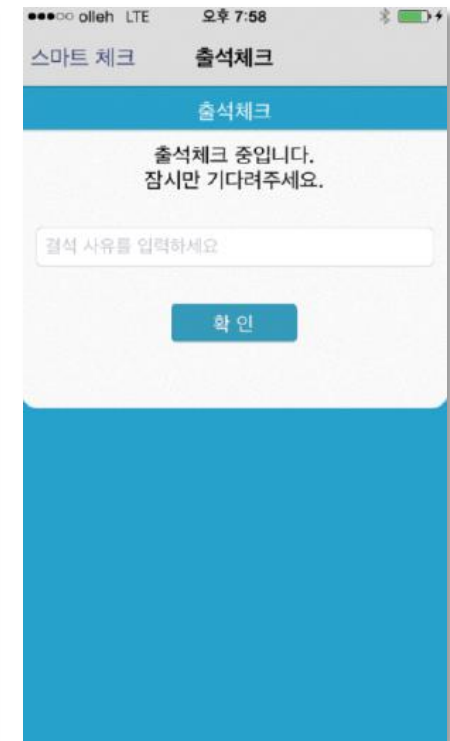 olleh LTE 오후 7:58
스마트 체크 출석체크
출석체크
출석체크 중입니다.
잠시만 기다려주세요.
결석 사유를 입력하세요
확 인